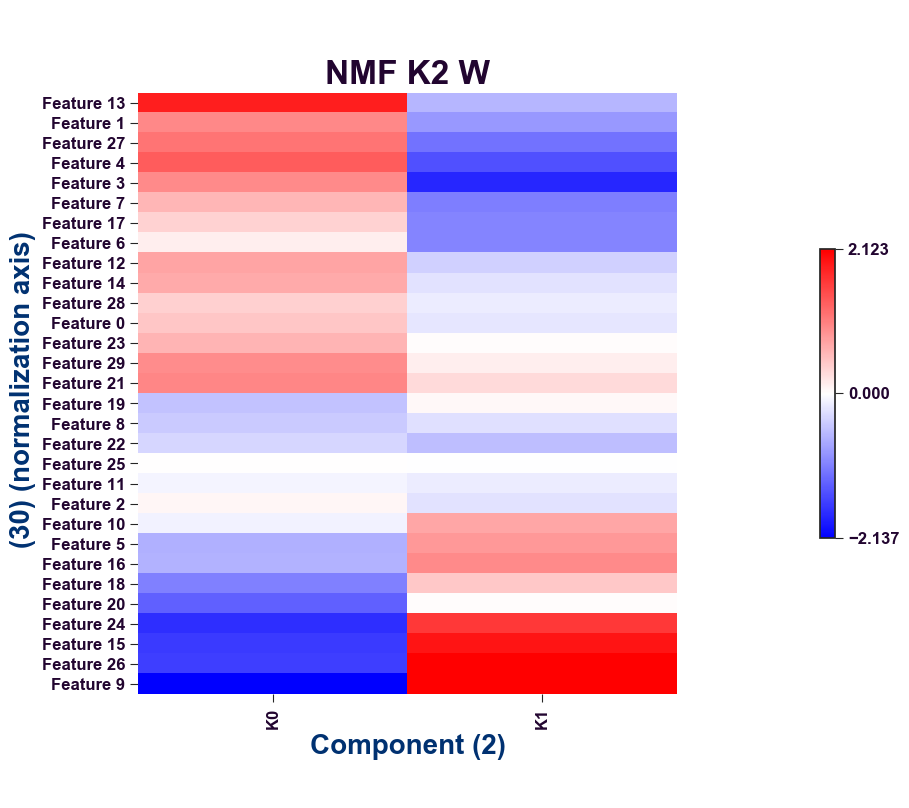 NMF K2 W
Feature 13
Feature 1
Feature 27
Feature 4
Feature 3
Feature 7
Feature 17
Feature 6
Feature 12
Feature 14
Feature 28
Feature 0
Feature 23
Feature 29
Feature 21
Feature 19
Feature 8
Feature 22
Feature 25
Feature 11
Feature 2
Feature 10
Feature 5
Feature 16
Feature 18
Feature 20
Feature 24
Feature 15
Feature 26
Feature 9
(30) (normalization axis)
K0
K1
Component (2)
2.123
0.000
−2.137